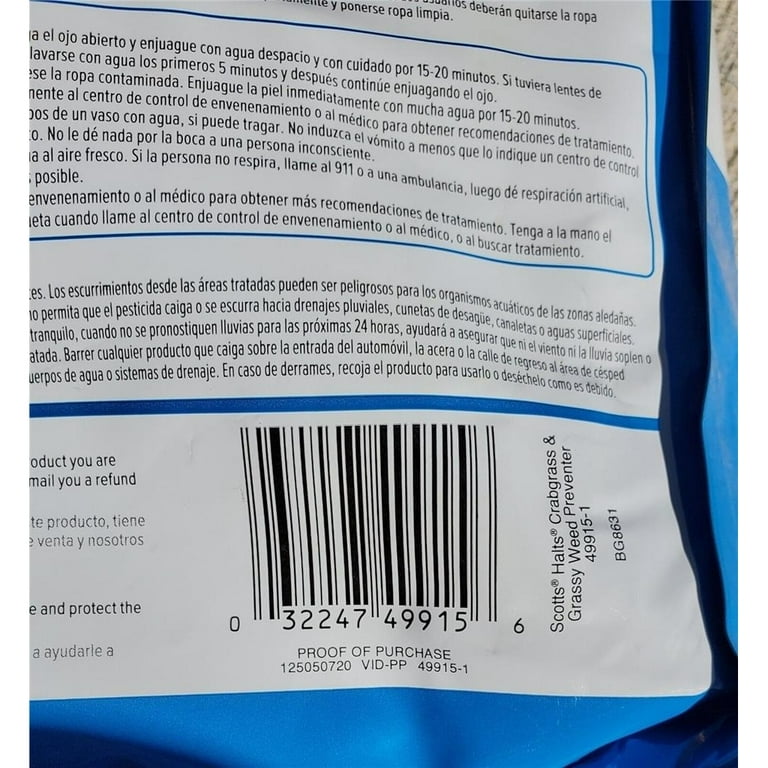 y ponerse ropa limpia.
deberán quitarse la ropa
a el ojo abierto y enjuague con agua despacio y con cuidado por 15-20 minutos. Si tuviera lentes de
lavarse con agua los primeros 5 minutos y después continúe enjuagando el ojo.
se la ropa contaminada. Enjuague la piel inmediatamente con mucha agua por 15-20 minutos.
nente al centro de control de envenenamiento o al médico para obtener recomendaciones de tratamiento.
os de un vaso con agua, si puede tragar. No induzca el vómito a menos que lo indique un centro de control
o. No le dé nada por la boca a una persona inconsciente.
a al aire fresco. Si la persona no respira, llame al 911 o a una ambulancia, luego dé respiración artificial,
posible.
envenenamiento o al médico para obtener más recomendaciones de tratamiento. Tenga a la mano el
eta cuando llame al centro de control de envenenamiento o al médico, o al buscar tratamiento.
es. Los escurrimientos desde las áreas tratadas pueden ser peligrosos para los organismos acuáticos de las zonas aledañas.
o permita que el pesticida caiga o se escurra hacia drenajes pluviales, cunetas de desagüe, canaletas o aguas superficiales.
tranquilo, cuando no se pronostiquen lluvias para las próximas 24 horas, ayudará a asegurar que ni el viento ni la lluvia soplen o
atada. Barrer cualquier producto que caiga sobre la entrada del automóvil, la acera o la calle de regreso al área de césped
uerpos de agua o sistemas de drenaje. En caso de derrames, recoja el producto para usarlo o deséchelo como es debido.
oduct you are
mail you a refund
te producto, tiene
e venta y nosotros
e and protect the
a ayudarle a
0 32247 49915 6
PROOF OF PURCHASE
125050720 VID-PP 49915-1
Scotts® Halts® Crabgrass &
Grassy Weed Preventer
49915-1
BG8631